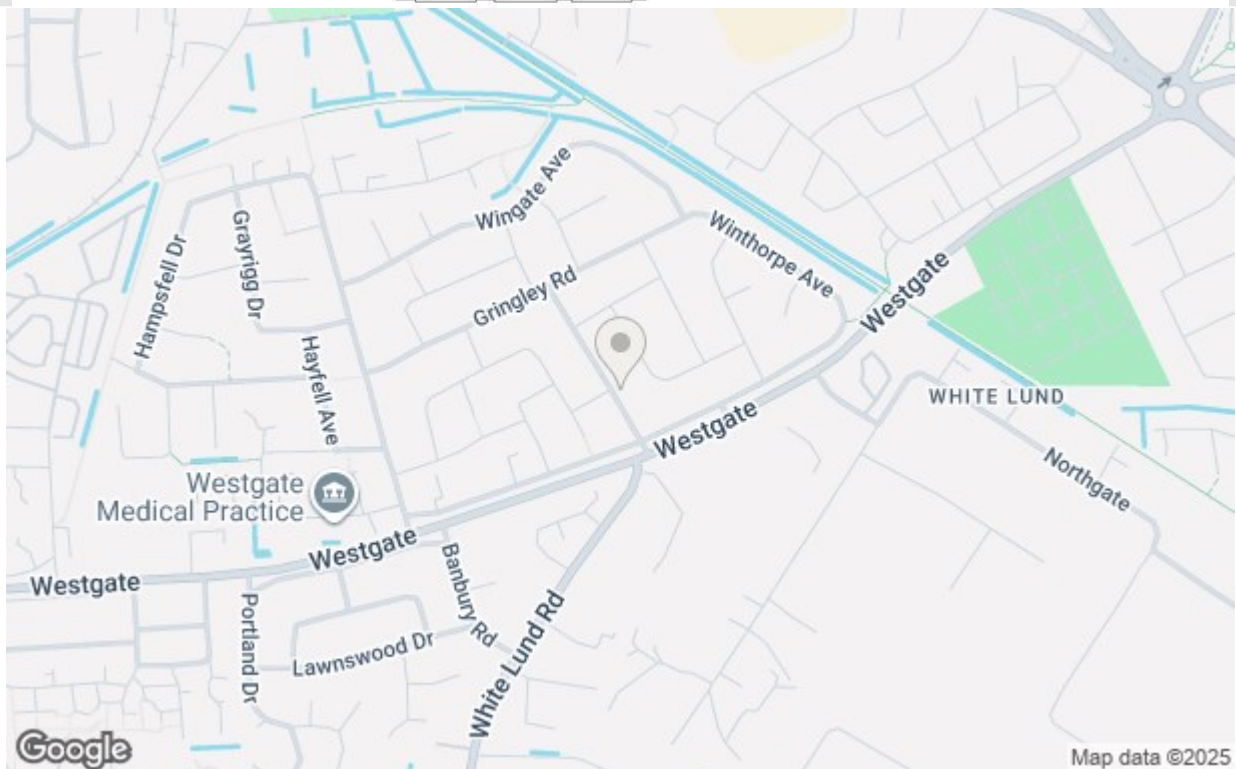 Wingate Ave
Winthorpe Ave
Grayrigg Dr
Hampsfell Dr
Gringley Rd
Westgate
Hayfell Ave
WHITE LUND
Westgate
Northgate
Westgate
Medical Practice
Westgate
Westgate
Banbury Rd
Portland Dr
Lawnswood Dr
White Lund Rd
Google
Map data ©2025